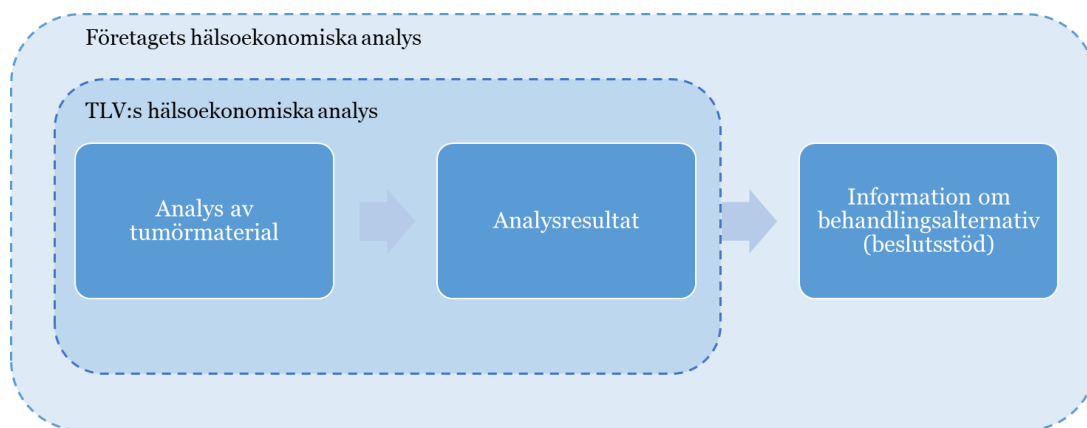 Företagets hälsoekonomiska analys
TLV:s hälsoekonomiska analys
Analys av
tumörmaterial
Analysresultat
Information om
behandlingsalternativ
(beslutsstöd)